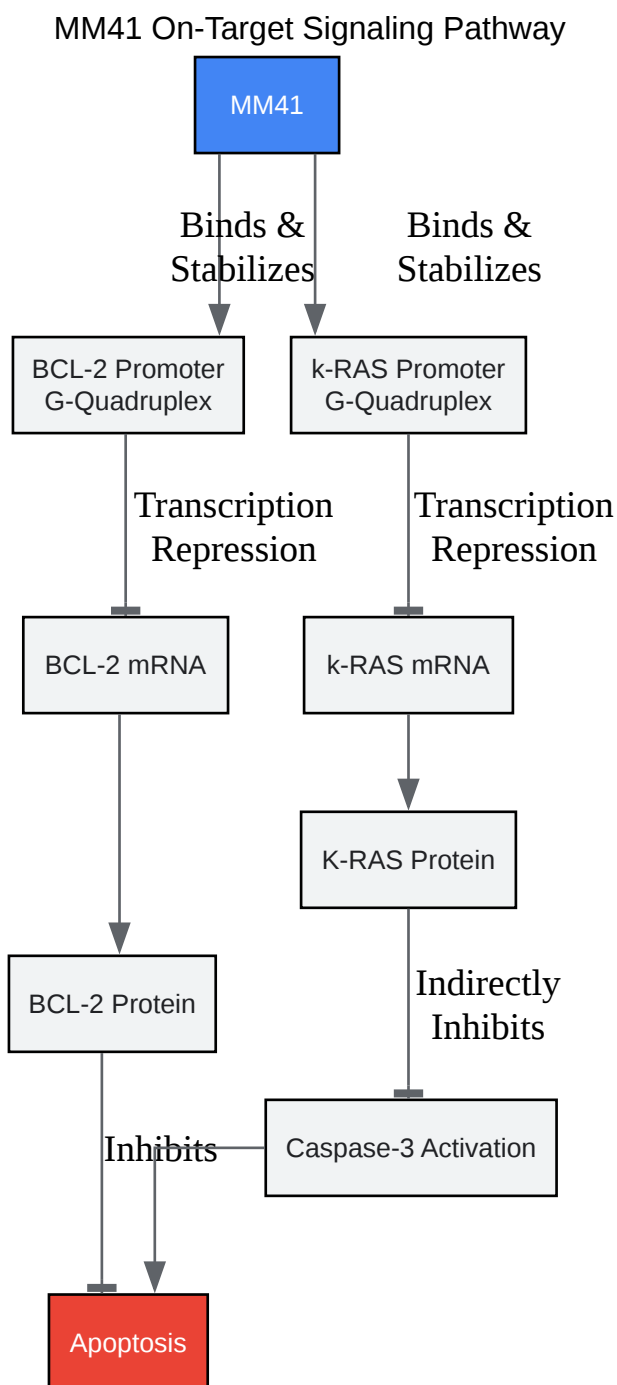 MM41 On-Target Signaling Pathway
MM41
Binds &
Stabilizes
Binds &
Stabilizes
BCL-2 Promoter
G-Quadruplex
k-RAS Promoter
G-Quadruplex
Transcription
Repression
Transcription
Repression
BCL-2 mRNA
k-RAS mRNA
K-RAS Protein
BCL-2 Protein
Indirectly
Inhibits
Inhibits
Caspase-3 Activation
Apoptosis